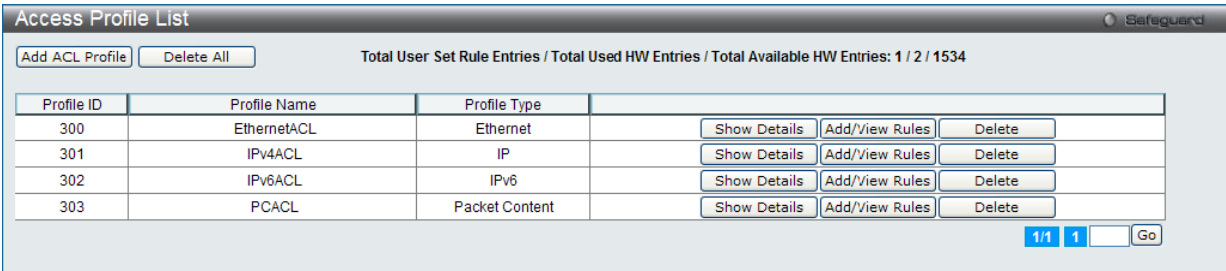 Access Profile List Safeguard
Add ACL Profile Delete All Total User Set Rule Entries / Total Used HW Entries / Total Available HW Entries: 1 / 2 / 1534
Profile ID Profile Name Profile Type
300 EthernetACL Ethernet Show Details Add/View Rules Delete
301 IPv4ACL IP Show Details Add/View Rules Delete
302 IPv6ACL IPv6 Show Details Add/View Rules Delete
303 PCACL Packet Content Show Details Add/View Rules Delete
1/1 1 Go